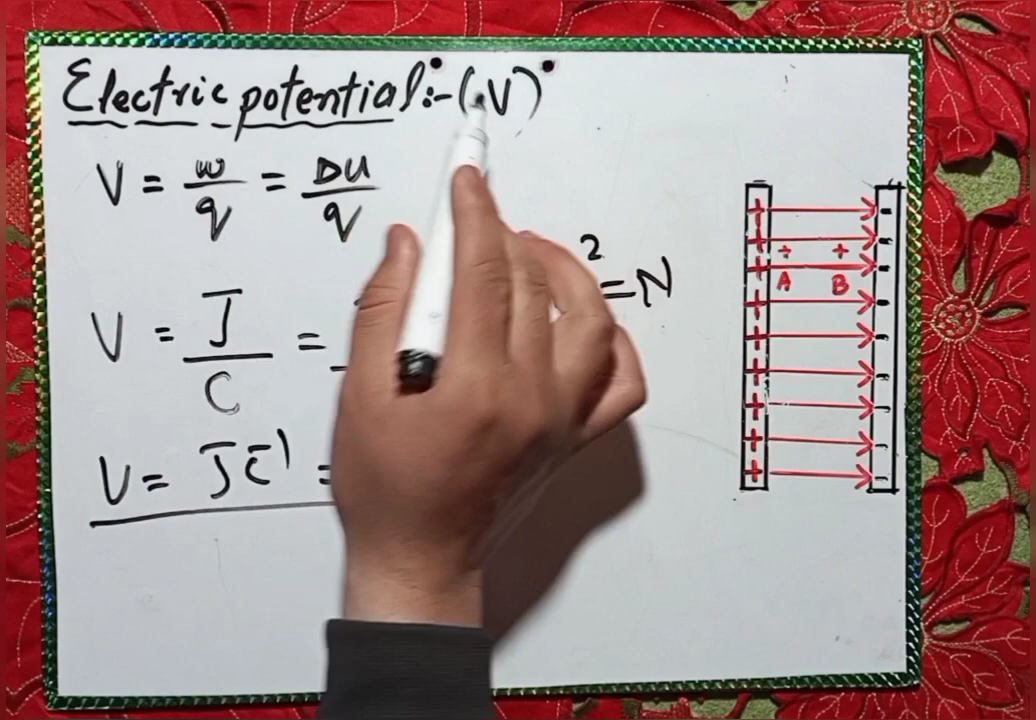 Electric potential:-(V)
V = w/q = ΔU/q
2 = N
V = J/C =
V = JC⁻¹ =
+ -
+ -
+ + + -
A B
+ -
+ -
+ -
+ -
+ -
+ -